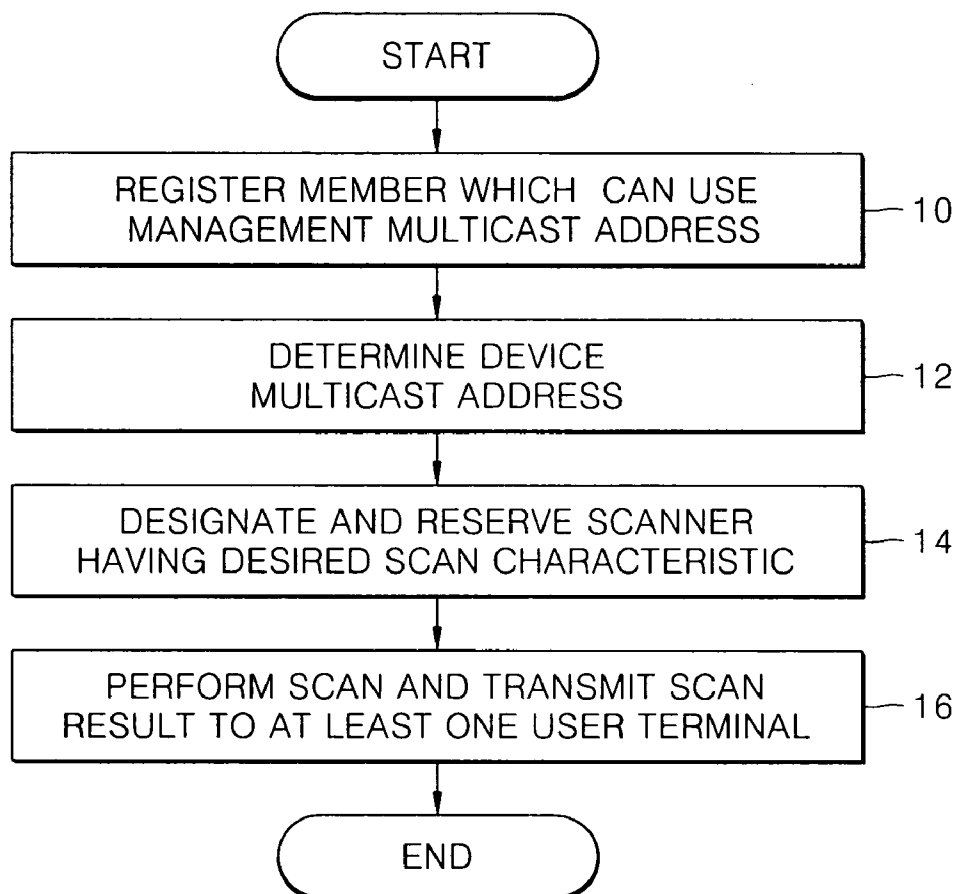 START
REGISTER MEMBER WHICH CAN USE
MANAGEMENT MULTICAST ADDRESS
10
DETERMINE DEVICE
MULTICAST ADDRESS
12
DESIGNATE AND RESERVE SCANNER
HAVING DESIRED SCAN CHARACTERISTIC
14
PERFORM SCAN AND TRANSMIT SCAN
RESULT TO AT LEAST ONE USER TERMINAL
16
END